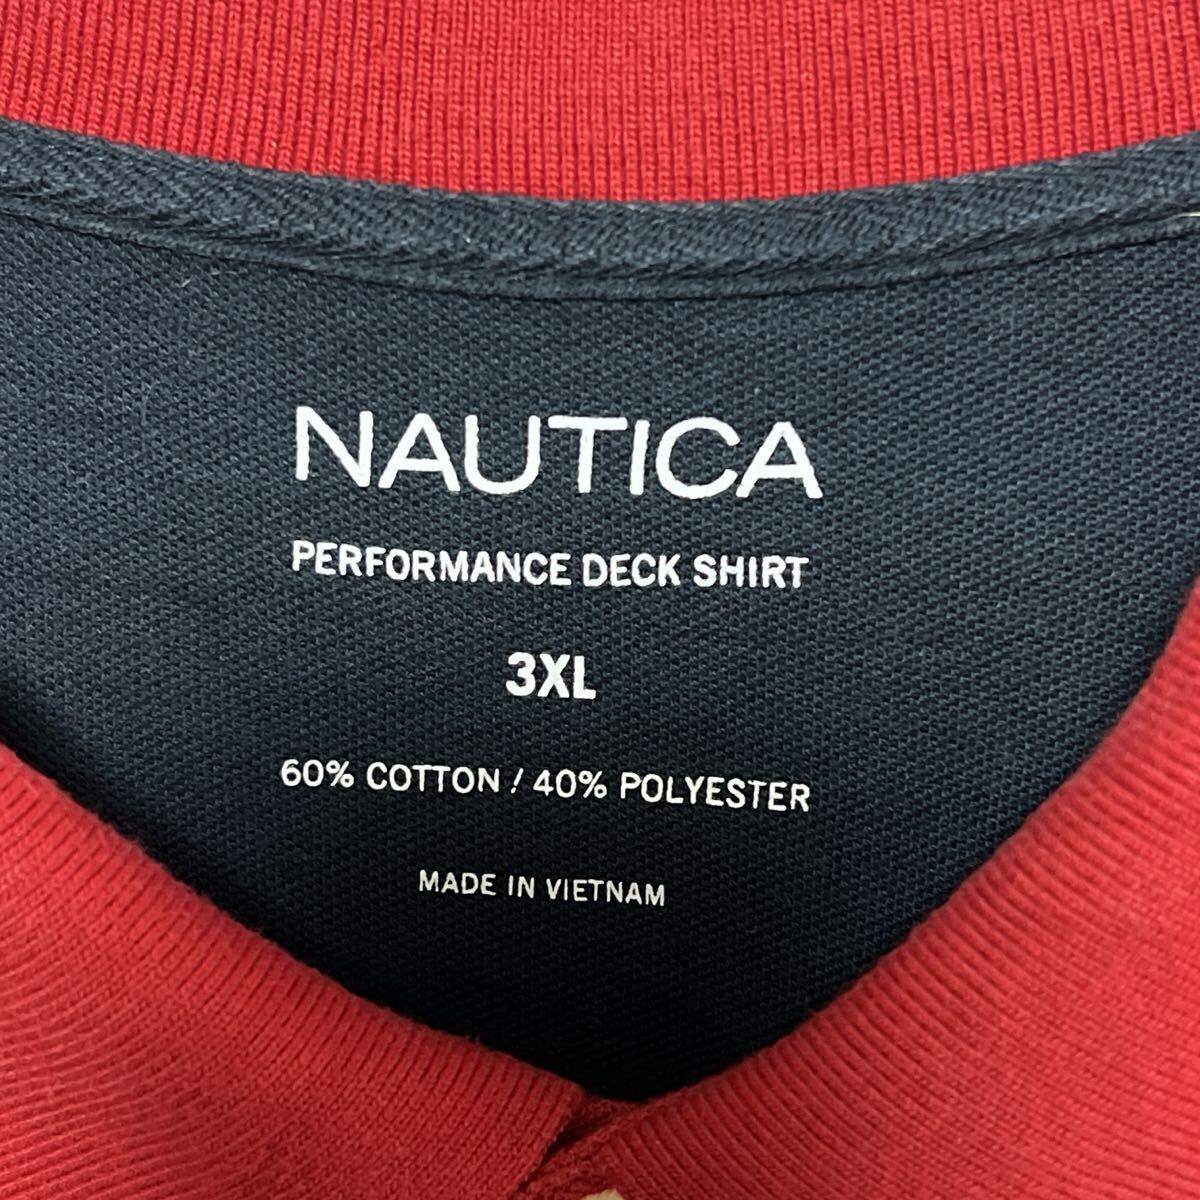 NAUTICA
PERFORMANCE DECK SHIRT
3XL
60% COTTON / 40% POLYESTER
MADE IN VIETNAM